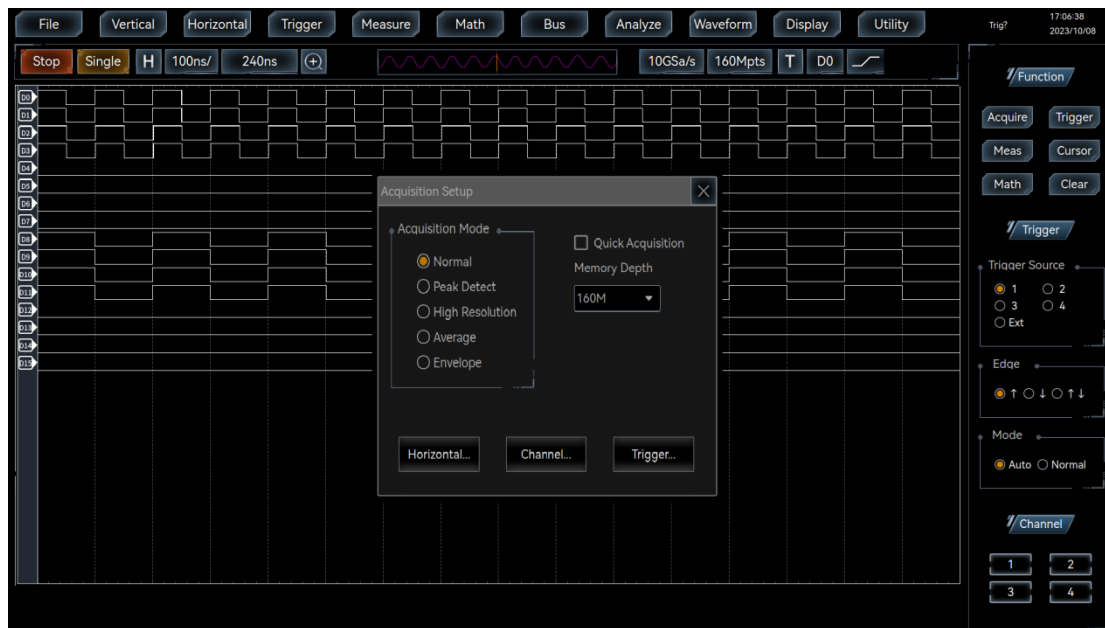 File Vertical Horizontal Trigger Measure Math Bus Analyze Waveform Display Utility
Trig? 17:06:38
2023/10/08
Stop Single H 100ns/ 240ns 10GSa/s 160Mpts T D0
Function
Acquire Trigger
Meas Cursor
Math Clear
Trigger
Trigger Source
1 2
3 4
Ext
Edge
↑ ↓ ↑↓
Mode
Auto Normal
Channel
1 2
3 4
D0
D1
D2
D3
D4
D5
D6
D7
D8
D9
D10
D11
D12
D13
D14
D15
Acquisition Setup
Acquisition Mode
Normal
Peak Detect
High Resolution
Average
Envelope
Quick Acquisition
Memory Depth
160M
Horizontal... Channel... Trigger...